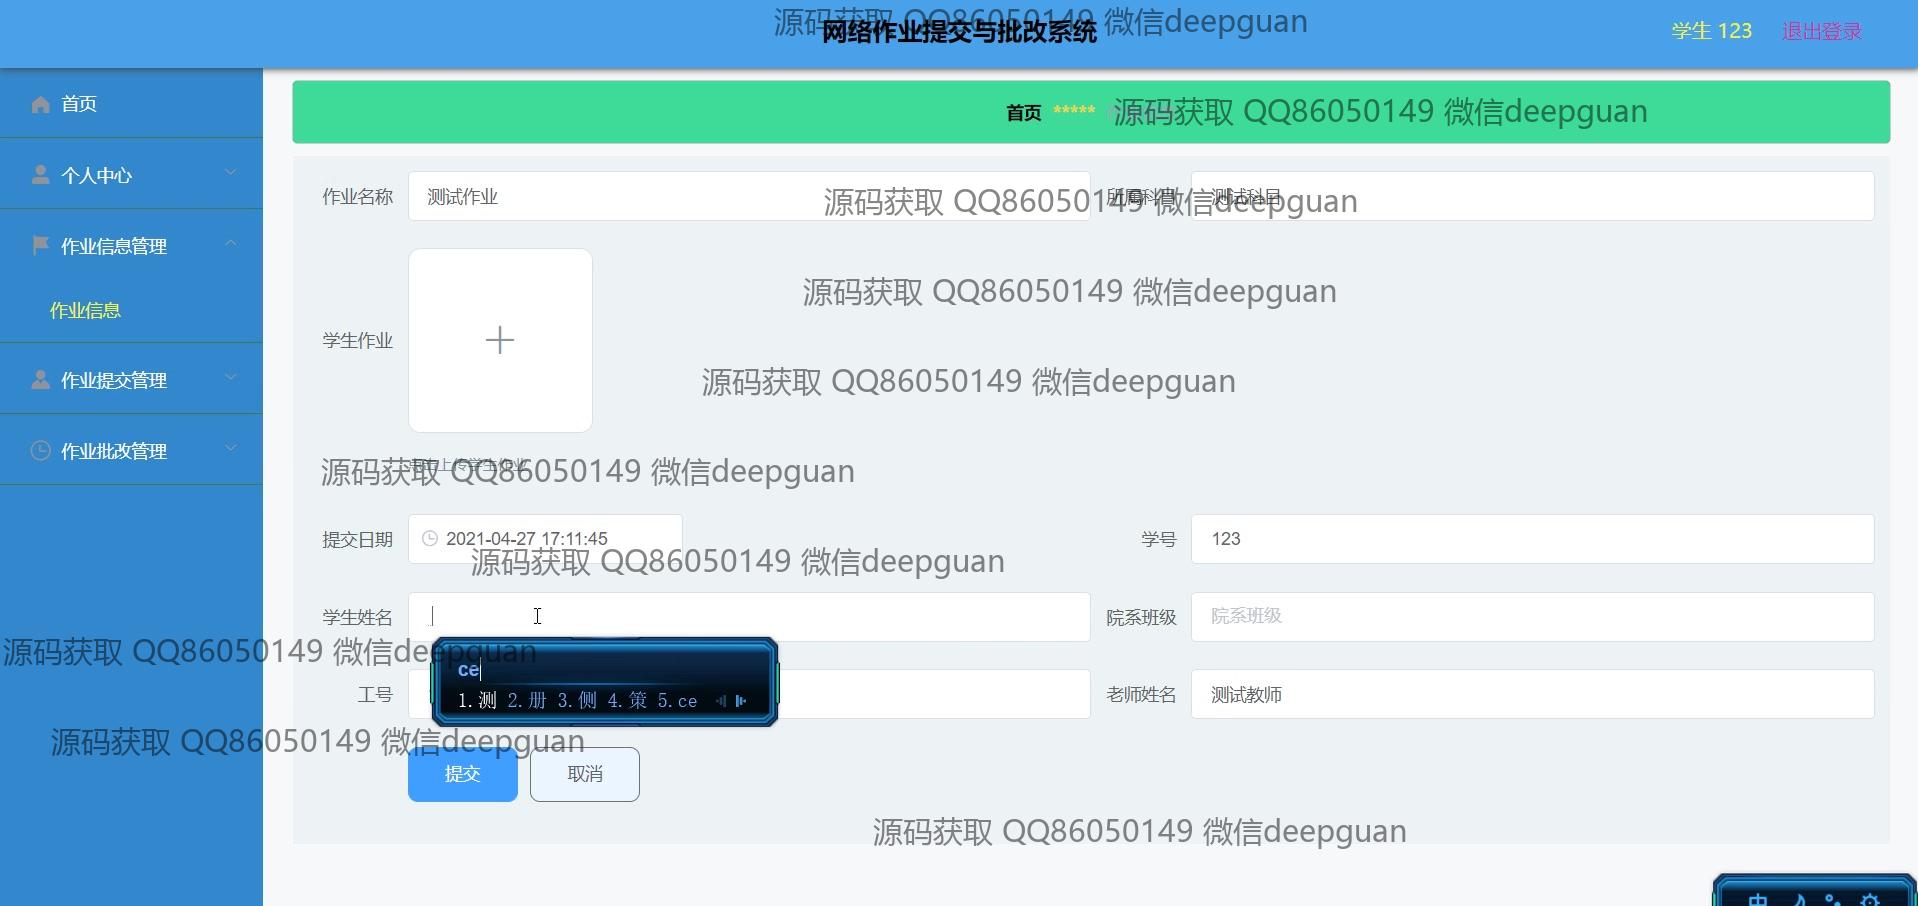 源码获取 QQ86050149 微信deepguan
网络作业提交与批改系统
学生 123
退出登录
首页
首页 *****
源码获取 QQ86050149 微信deepguan
个人中心
作业名称
测试作业
所属科目
测试科目
源码获取 QQ86050149 微信deepguan
作业信息管理
源码获取 QQ86050149 微信deepguan
作业信息
学生作业
作业提交管理
源码获取 QQ86050149 微信deepguan
作业批改管理
点击上传学生作业
源码获取 QQ86050149 微信deepguan
提交日期
2021-04-27 17:11:45
学号
123
源码获取 QQ86050149 微信deepguan
学生姓名
院系班级
院系班级
源码获取 QQ86050149 微信deepguan
ce
1.测 2.册 3.侧 4.策 5.ce
工号
老师姓名
测试教师
源码获取 QQ86050149 微信deepguan
提交
取消
源码获取 QQ86050149 微信deepguan
中